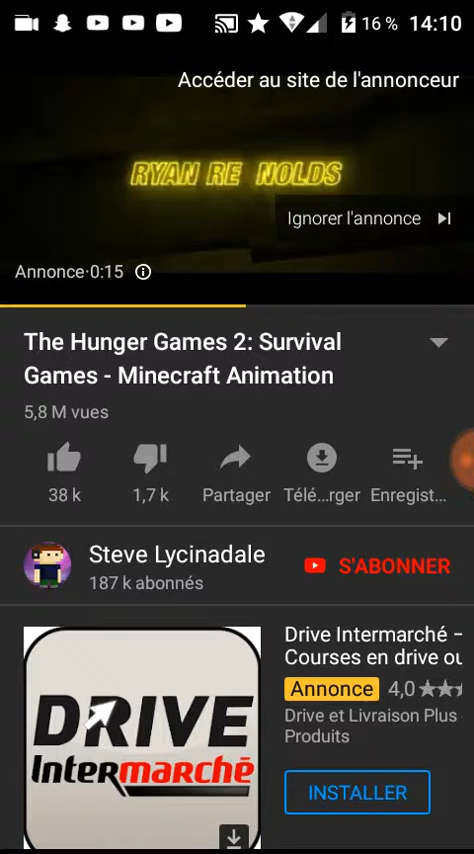 16 % 14:10
Accéder au site de l'annonceur
RYAN RE NOLDS
Ignorer l'annonce
Annonce·0:15
The Hunger Games 2: Survival
Games - Minecraft Animation
5,8 M vues
38 k 1,7 k Partager Télé...rger Enregist...
Steve Lycinadale
187 k abonnés
S'ABONNER
Drive Intermarché –
Courses en drive ou
Annonce 4,0
Drive et Livraison Plus
Produits
INSTALLER
DRIVE
Intermarché